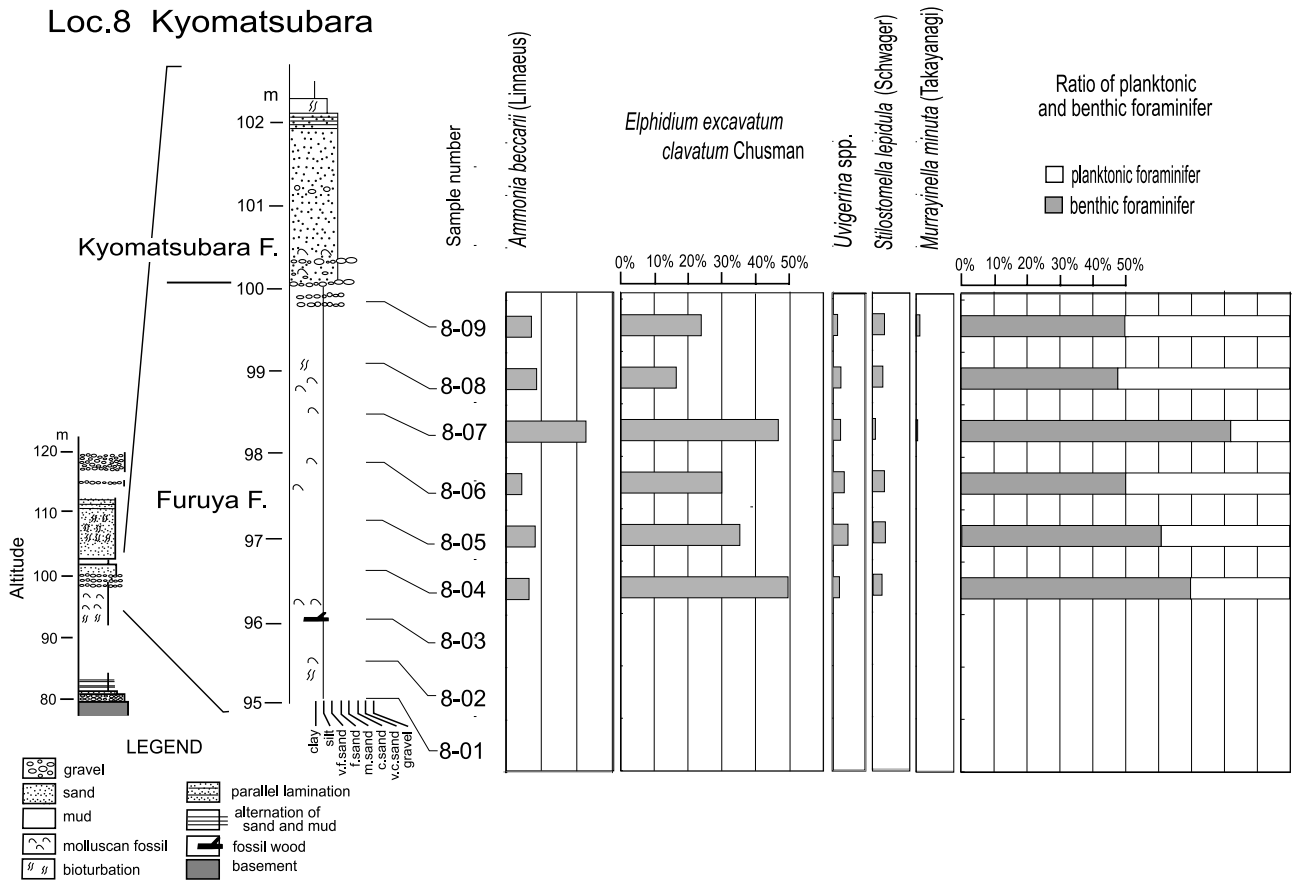 Loc.8 Kyomatsubara
m
102
101
Kyomatsubara F.
100
99
98
Furuya F.
97
96
95
clay
silt
v.f.sand
f.sand
m.sand
c.sand
v.c.sand
gravel
m
120
110
100
90
80
Altitude
Sample number
8-09
8-08
8-07
8-06
8-05
8-04
8-03
8-02
8-01
Ammonia beccarii (Linnaeus)
Elphidium excavatum
clavatum Chusman
0% 10% 20% 30% 40% 50%
Uvigerina spp.
Stilostomella lepidula (Schwager)
Murrayinella minuta (Takayanagi)
Ratio of planktonic
and benthic foraminifer
planktonic foraminifer
benthic foraminifer
0% 10% 20% 30% 40% 50%
LEGEND
gravel
sand
mud
molluscan fossil
bioturbation
parallel lamination
alternation of
sand and mud
fossil wood
basement